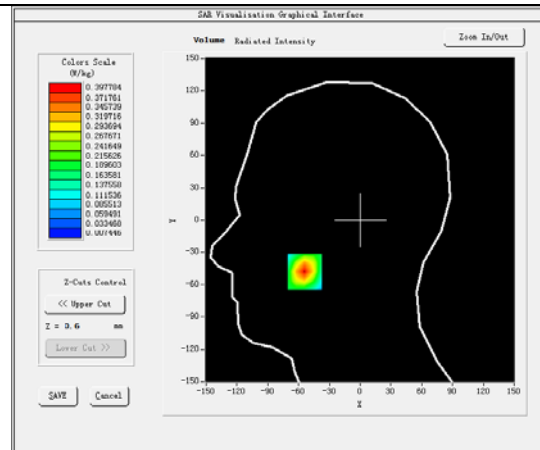 SAR Visualisation Graphical Interface
Volume Radiated Intensity
Zoom In/Out
Colors Scale
(W/kg)
0.397784
0.371761
0.345739
0.319716
0.293694
0.267671
0.241649
0.215626
0.189603
0.163581
0.137558
0.111536
0.085513
0.059491
0.033468
0.007446
Z-Cuts Control
<< Upper Cut
Z = 3.6 mm
Lower Cut >>
SAVE Cancel
150
120
90
60
30
0
-30
-60
-90
-120
-150
Y
-150 -120 -90 -60 -30 0 30 60 90 120 150
X